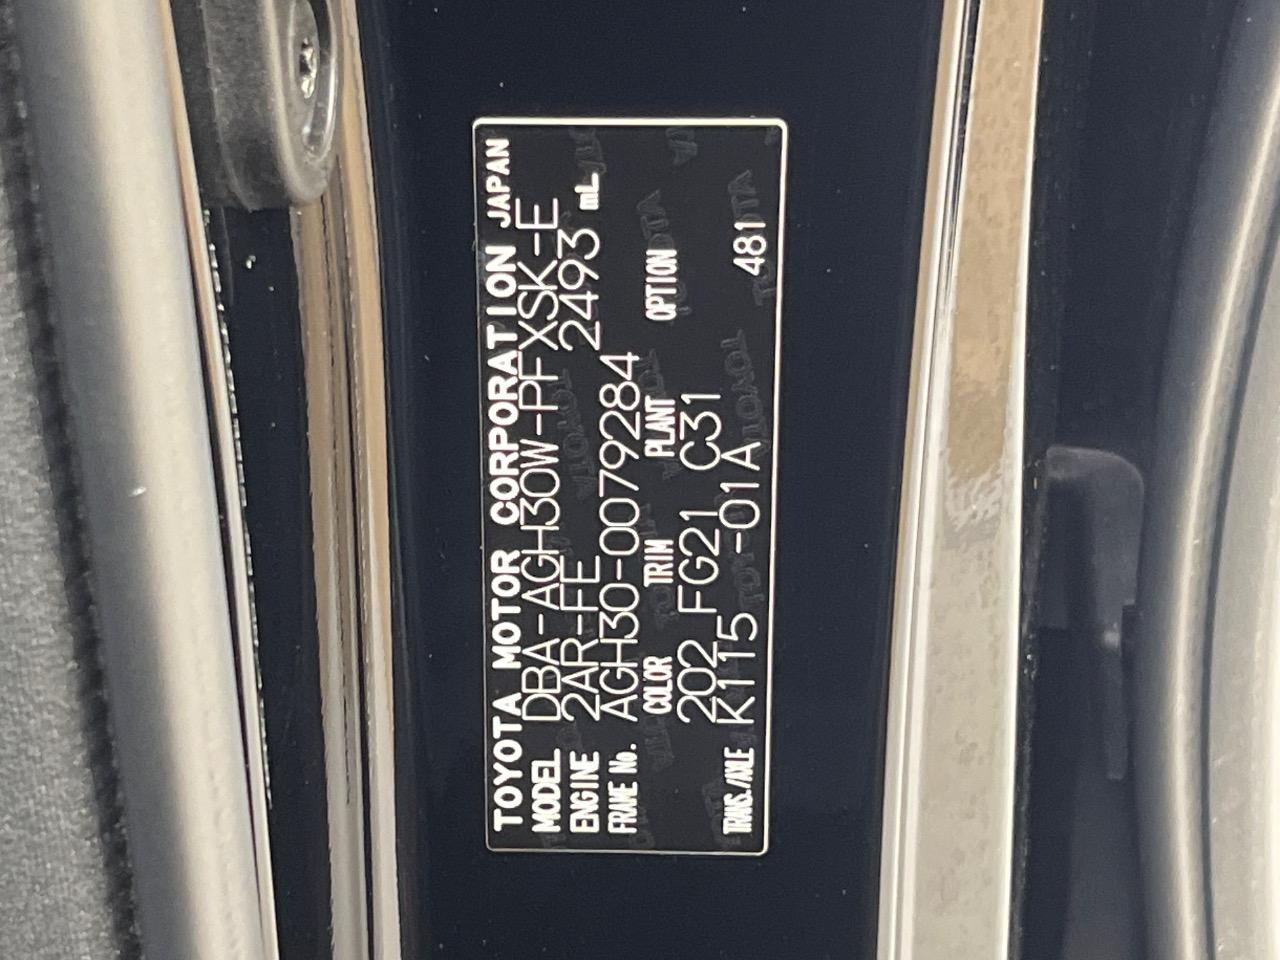 TOYOTA MOTOR CORPORATION JAPAN
MODEL DBA-AGH30W-PFXSK-E
ENGINE 2AR-FE 2493 mL
FRAME No. AGH30-0079284
COLOR TRIM PLANT OPTION
202 FG21 C31
TRANS./AXLE K115 -01A 481